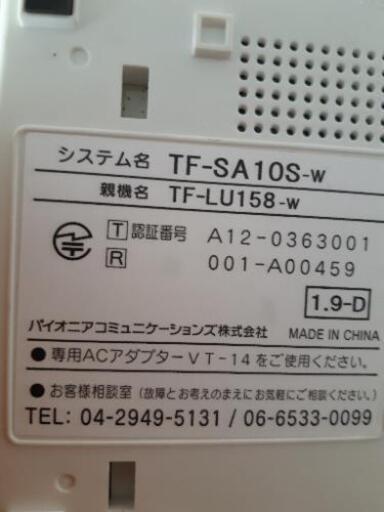 システム名 TF-SA10S-W
親機名 TF-LU158-W
T 認証番号 A12-0363001
R 001-A00459
1.9-D
パイオニアコミュニケーションズ株式会社 MADE IN CHINA
●専用ACアダプターVT-14をご使用ください。
●お客様相談室(故障とお考えのまえにお気軽にご相談ください。)
TEL: 04-2949-5131 / 06-6533-0099